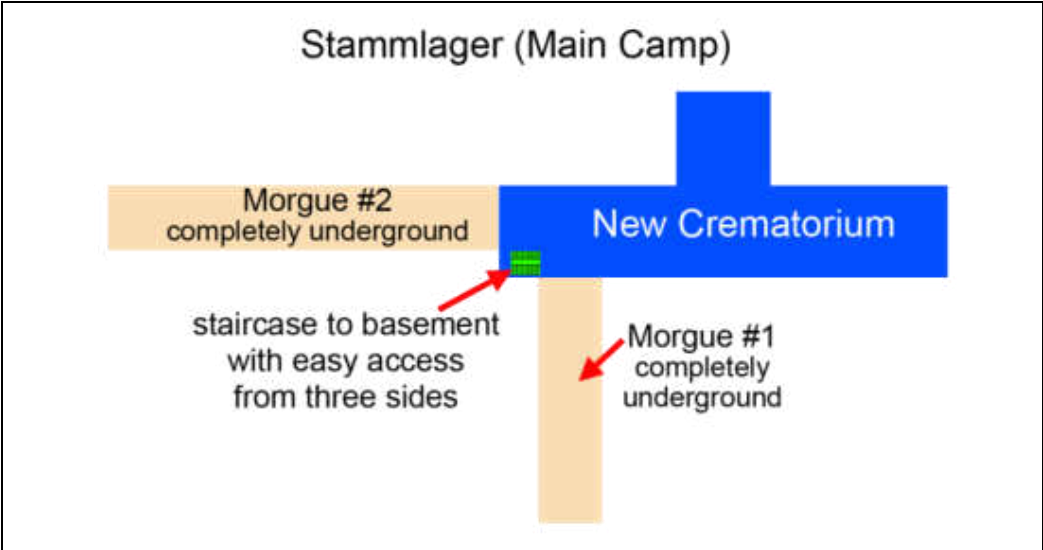 Stammlager (Main Camp)
Morgue #2
completely underground
New Crematorium
staircase to basement
with easy access
from three sides
Morgue #1
completely
underground